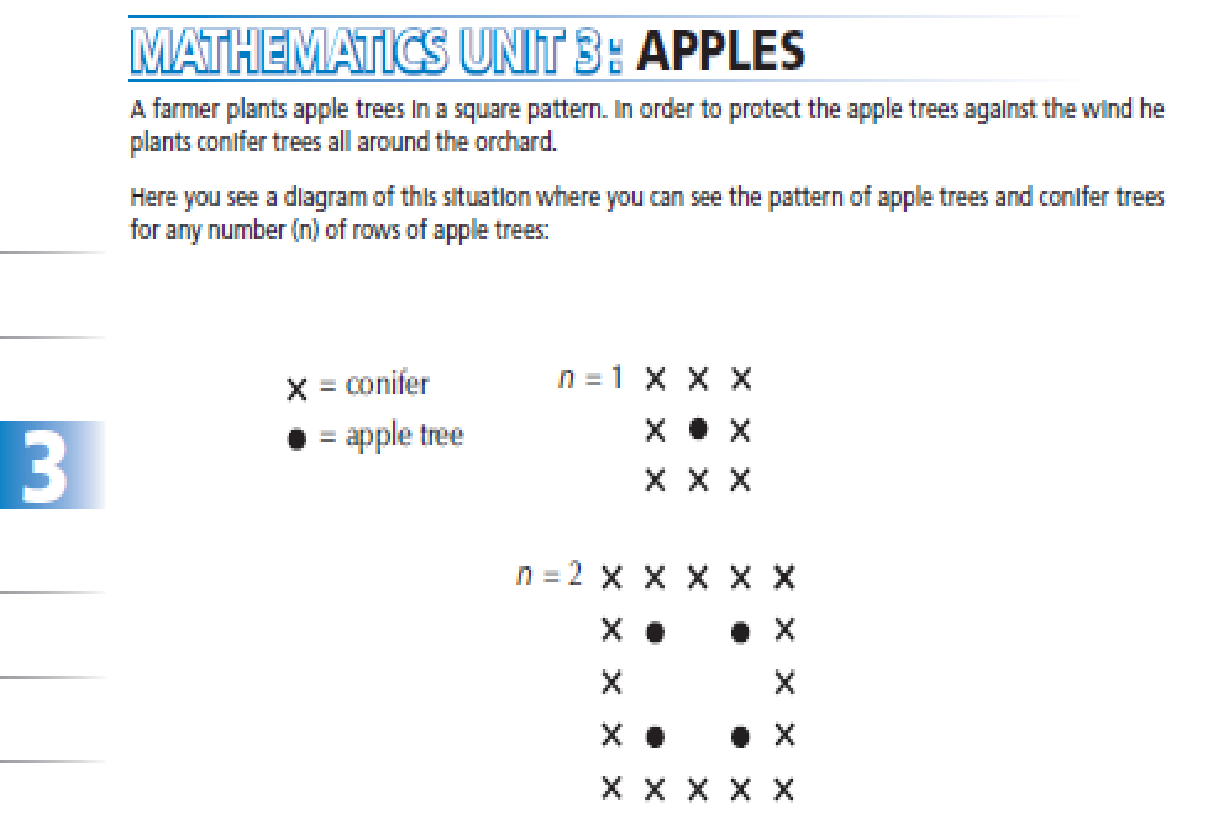 MATHEMATICS UNIT 3: APPLES
A farmer plants apple trees in a square pattern. In order to protect the apple trees against the wind he
plants conifer trees all around the orchard.
Here you see a diagram of this situation where you can see the pattern of apple trees and conifer trees
for any number (n) of rows of apple trees:
x = conifer
● = apple tree
n = 1 x x x
x ● x
x x x
3
n = 2 x x x x x
x ● ● x
x x
x ● ● x
x x x x x